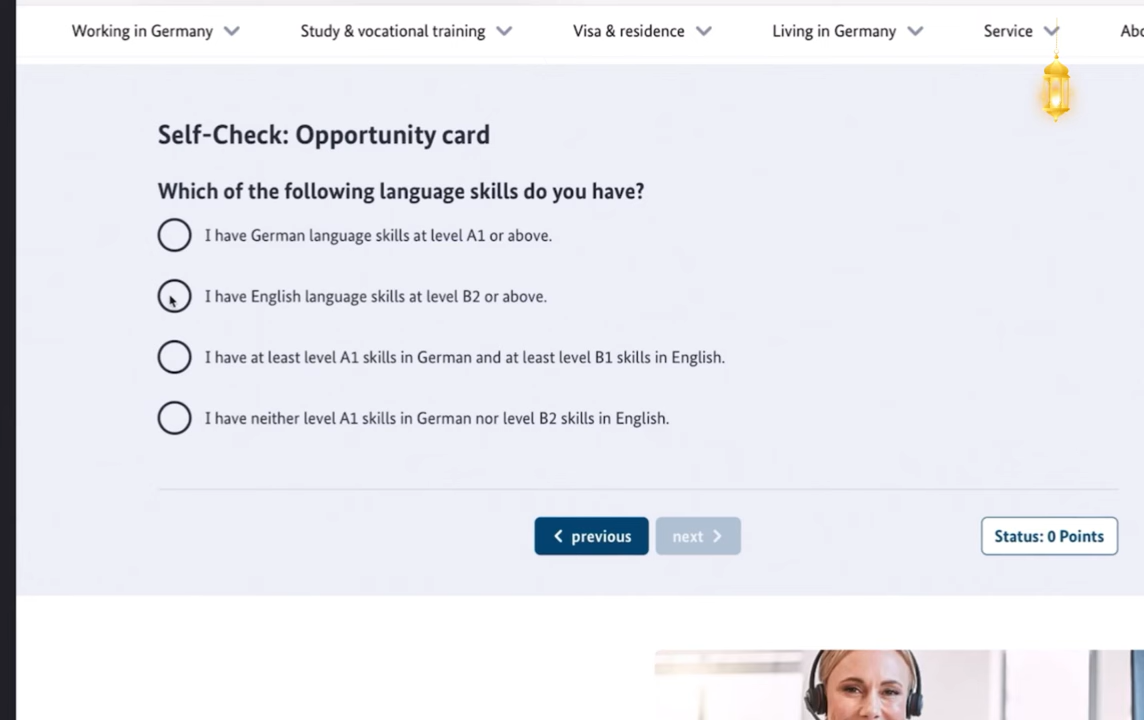 Working in Germany Study & vocational training Visa & residence Living in Germany Service
Self-Check: Opportunity card
Which of the following language skills do you have?
I have German language skills at level A1 or above.
I have English language skills at level B2 or above.
I have at least level A1 skills in German and at least level B1 skills in English.
I have neither level A1 skills in German nor level B2 skills in English.
previous next Status: 0 Points